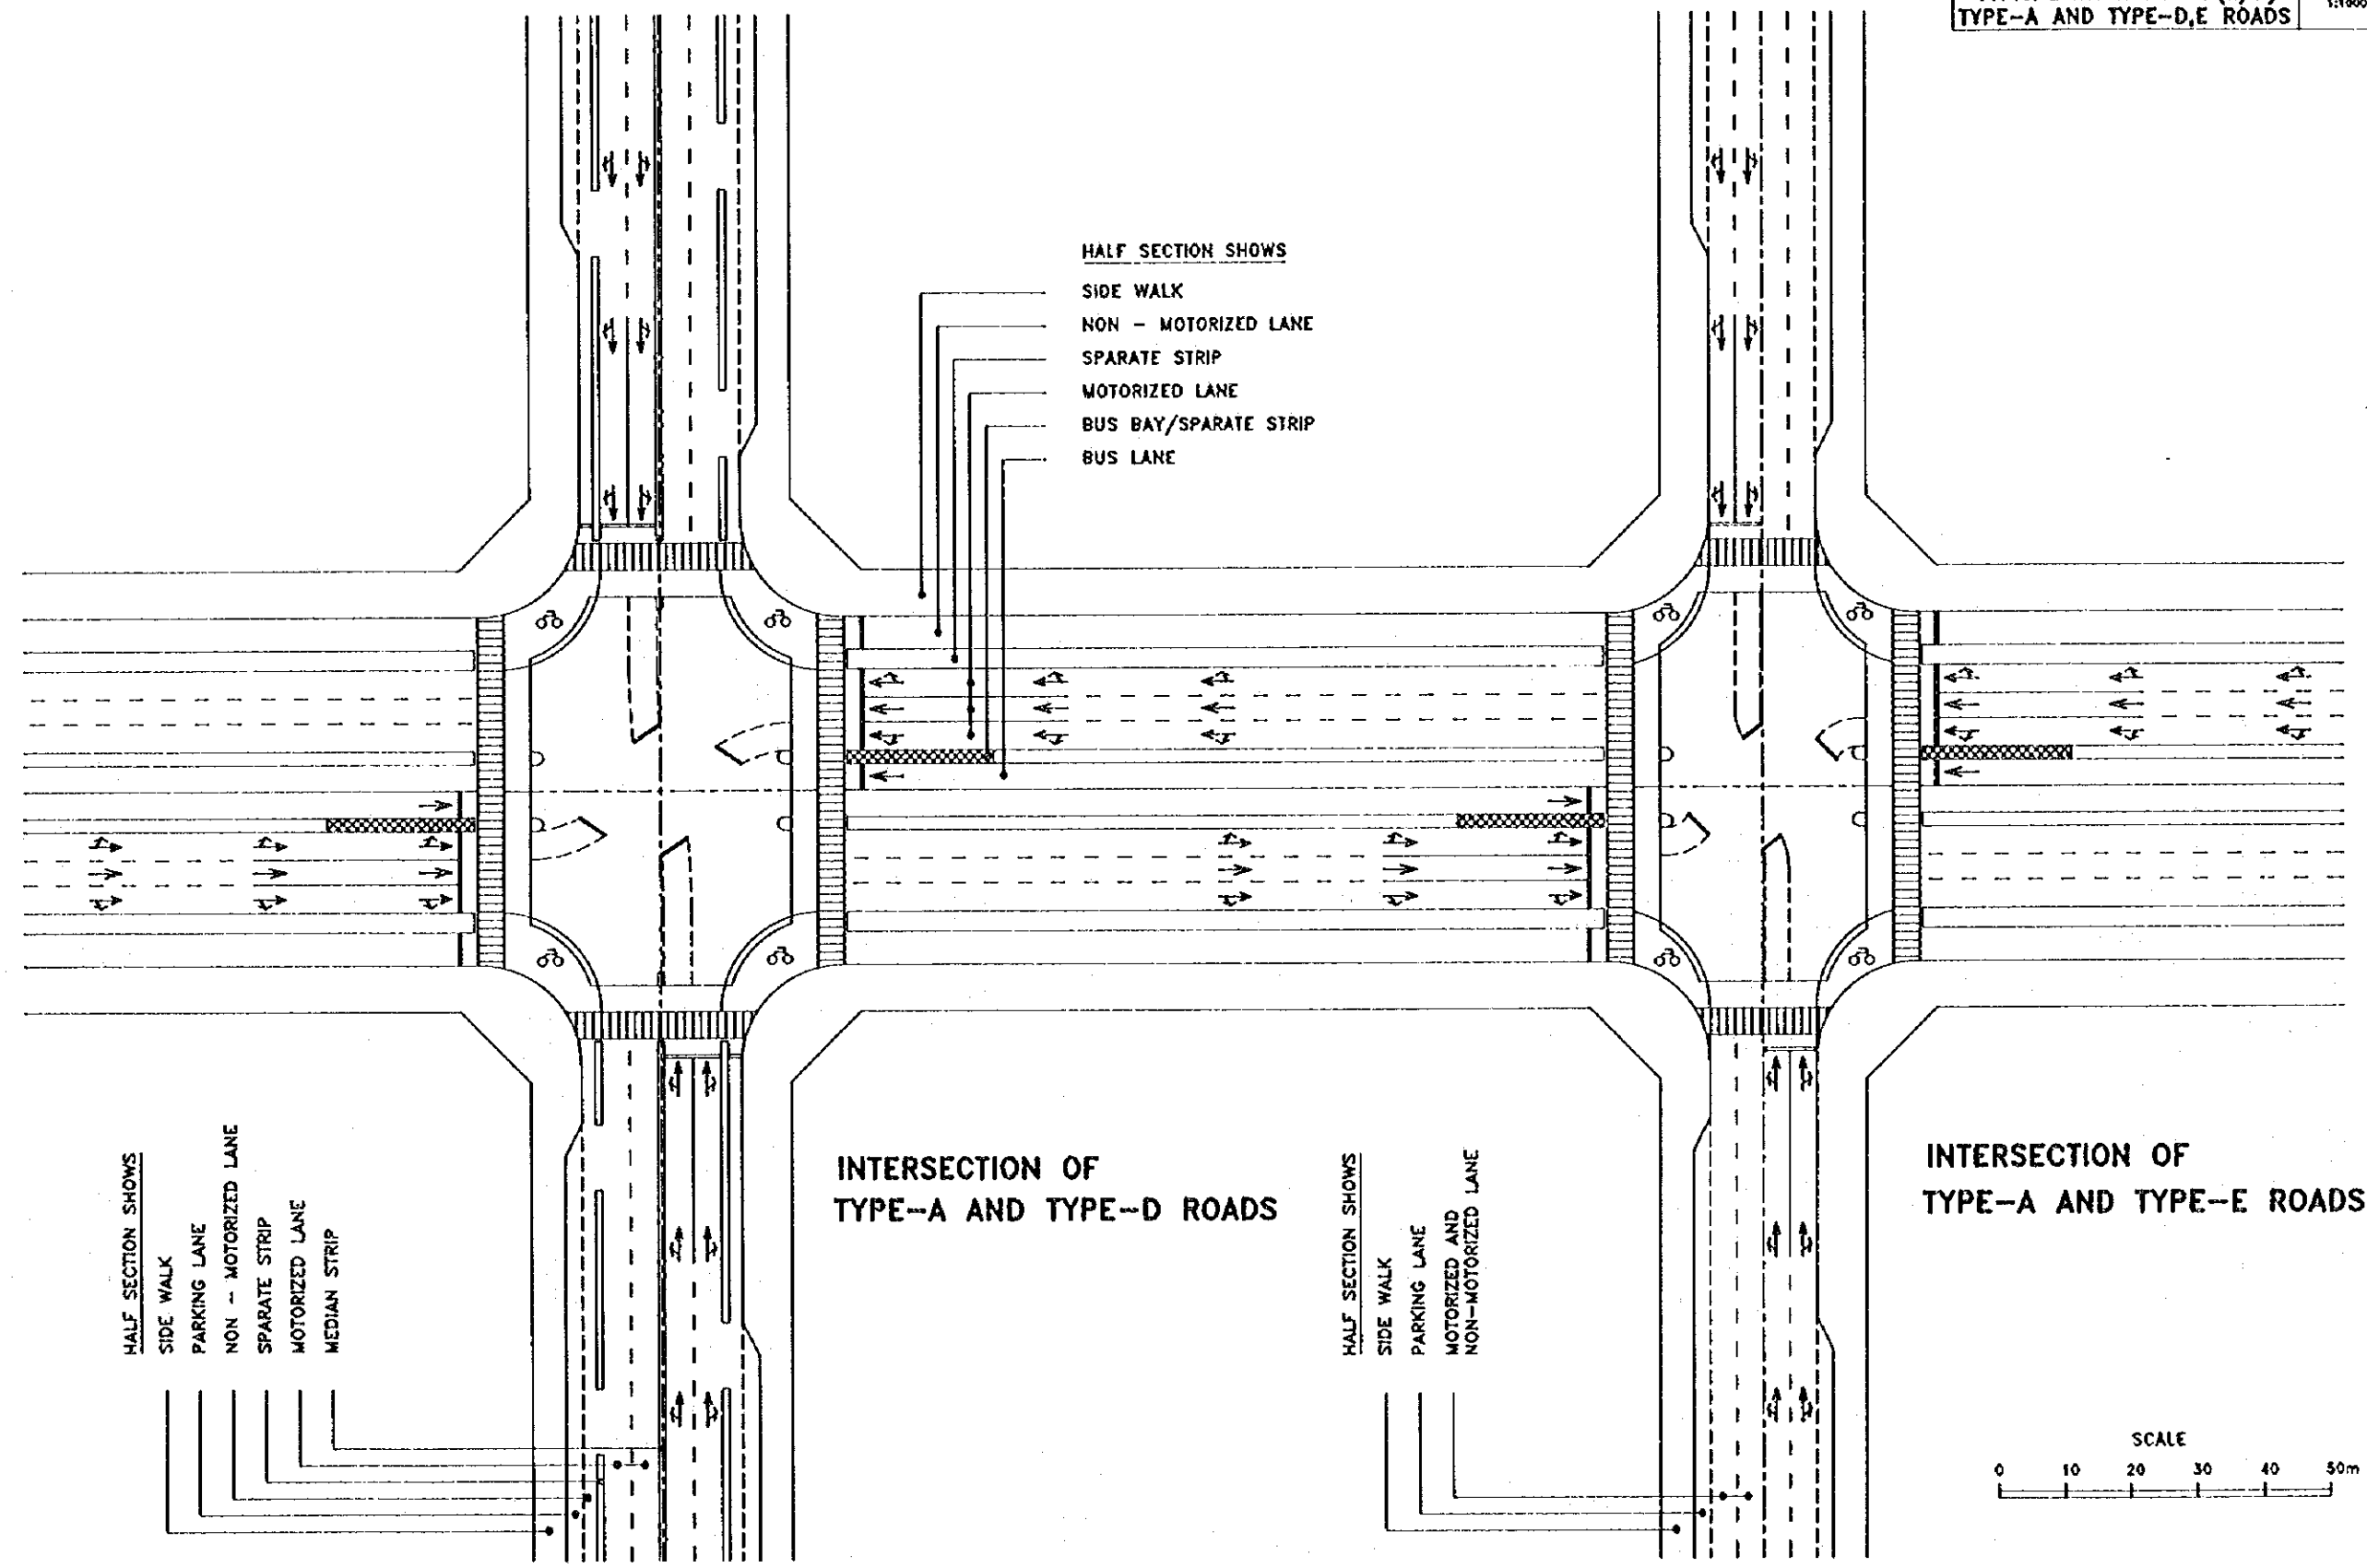 TYPE-A AND TYPE-D,E ROADS
1:1000
HALF SECTION SHOWS
SIDE WALK
NON - MOTORIZED LANE
SPARATE STRIP
MOTORIZED LANE
BUS BAY/SPARATE STRIP
BUS LANE
HALF SECTION SHOWS
SIDE WALK
PARKING LANE
NON - MOTORIZED LANE
SPARATE STRIP
MOTORIZED LANE
MEDIAN STRIP
INTERSECTION OF
TYPE-A AND TYPE-D ROADS
HALF SECTION SHOWS
SIDE WALK
PARKING LANE
MOTORIZED AND
NON-MOTORIZED LANE
INTERSECTION OF
TYPE-A AND TYPE-E ROADS
SCALE
0 10 20 30 40 50m